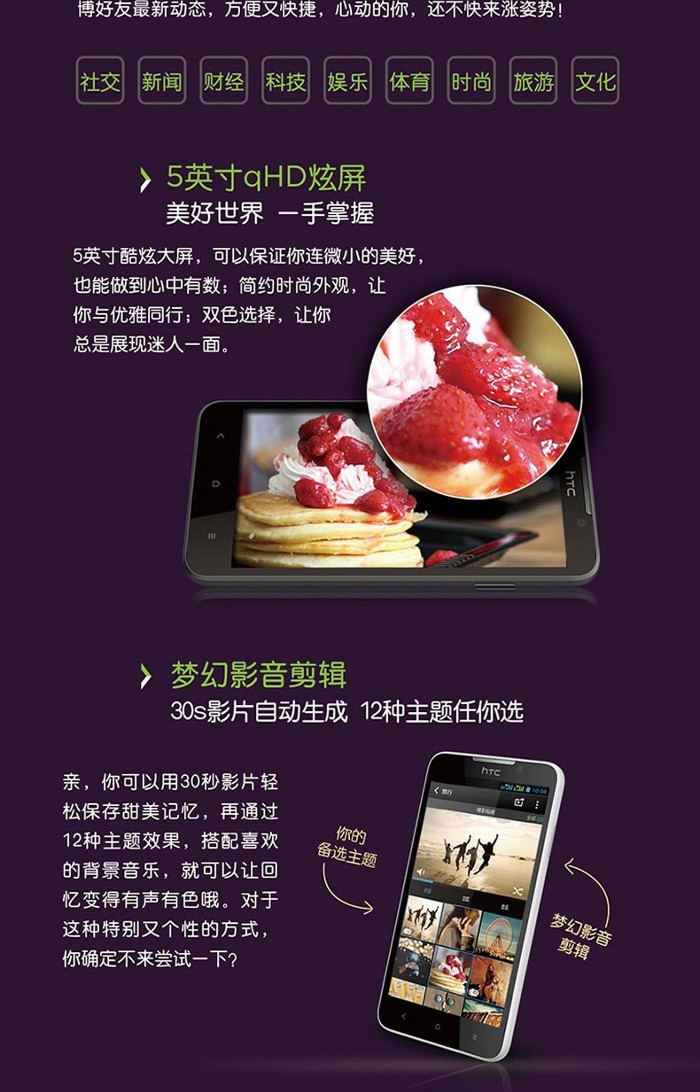 博好友最新动态，方便又快捷，心动的你，还不快来涨姿势！
社交 新闻 财经 科技 娱乐 体育 时尚 旅游 文化
5英寸qHD炫屏
美好世界 一手掌握
5英寸酷炫大屏，可以保证你连微小的美好，
也能做到心中有数；简约时尚外观，让
你与优雅同行；双色选择，让你
总是展现迷人一面。
hTC
梦幻影音剪辑
30s影片自动生成 12种主题任你选
亲，你可以用30秒影片轻
松保存甜美记忆，再通过
12种主题效果，搭配喜欢
的背景音乐，就可以让回
忆变得有声有色哦。对于
这种特别又个性的方式，
你确定不来尝试一下？
你的
备选主题
hTC
10:08
旅行
梦幻影音
剪辑